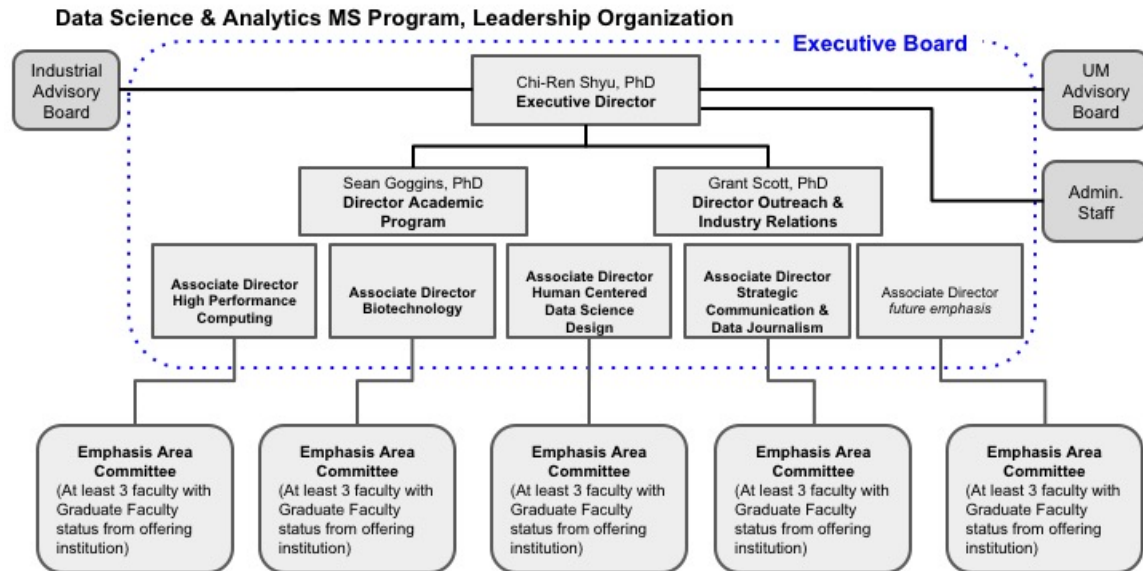 Data Science & Analytics MS Program, Leadership Organization
Executive Board
Industrial
Advisory
Board
Chi-Ren Shyu, PhD
Executive Director
UM
Advisory
Board
Admin.
Staff
Sean Goggins, PhD
Director Academic
Program
Grant Scott, PhD
Director Outreach &
Industry Relations
Associate Director
High Performance
Computing
Associate Director
Biotechnology
Associate Director
Human Centered
Data Science
Design
Associate Director
Strategic
Communication &
Data Journalism
Associate Director
future emphasis
Emphasis Area
Committee
(At least 3 faculty with
Graduate Faculty
status from offering
institution)
Emphasis Area
Committee
(At least 3 faculty with
Graduate Faculty
status from offering
institution)
Emphasis Area
Committee
(At least 3 faculty with
Graduate Faculty
status from offering
institution)
Emphasis Area
Committee
(At least 3 faculty with
Graduate Faculty
status from offering
institution)
Emphasis Area
Committee
(At least 3 faculty with
Graduate Faculty
status from offering
institution)